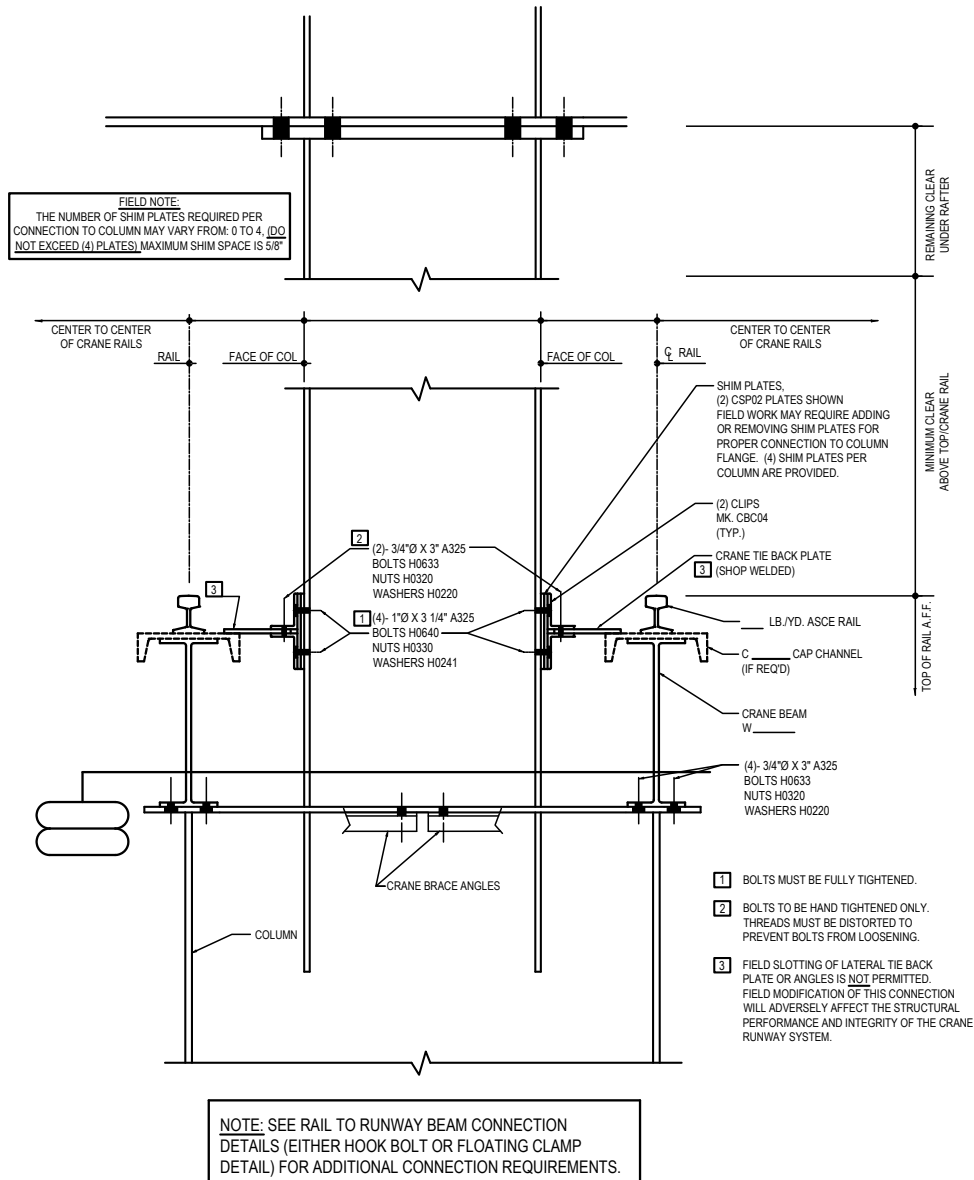 REMAINING CLEAR
UNDER RAFTER
FIELD NOTE:
THE NUMBER OF SHIM PLATES REQUIRED PER
CONNECTION TO COLUMN MAY VARY FROM: 0 TO 4, (DO
NOT EXCEED (4) PLATES) MAXIMUM SHIM SPACE IS 5/8"
CENTER TO CENTER
OF CRANE RAILS
RAIL
FACE OF COL
FACE OF COL
℄ RAIL
CENTER TO CENTER
OF CRANE RAILS
MINIMUM CLEAR
ABOVE TOP/CRANE RAIL
SHIM PLATES,
(2) CSP02 PLATES SHOWN
FIELD WORK MAY REQUIRE ADDING
OR REMOVING SHIM PLATES FOR
PROPER CONNECTION TO COLUMN
FLANGE. (4) SHIM PLATES PER
COLUMN ARE PROVIDED.
(2) CLIPS
MK. CBC04
(TYP.)
2
(2)- 3/4"Ø X 3" A325
BOLTS H0633
NUTS H0320
WASHERS H0220
CRANE TIE BACK PLATE
3 (SHOP WELDED)
3
1 (4)- 1"Ø X 3 1/4" A325
BOLTS H0640
NUTS H0330
WASHERS H0241
____ LB./YD. ASCE RAIL
C ______ CAP CHANNEL
(IF REQ'D)
TOP OF RAIL A.F.F.
CRANE BEAM
W ______
(4)- 3/4"Ø X 3" A325
BOLTS H0633
NUTS H0320
WASHERS H0220
CRANE BRACE ANGLES
COLUMN
1 BOLTS MUST BE FULLY TIGHTENED.
2 BOLTS TO BE HAND TIGHTENED ONLY.
THREADS MUST BE DISTORTED TO
PREVENT BOLTS FROM LOOSENING.
3 FIELD SLOTTING OF LATERAL TIE BACK
PLATE OR ANGLES IS NOT PERMITTED.
FIELD MODIFICATION OF THIS CONNECTION
WILL ADVERSELY AFFECT THE STRUCTURAL
PERFORMANCE AND INTEGRITY OF THE CRANE
RUNWAY SYSTEM.
NOTE: SEE RAIL TO RUNWAY BEAM CONNECTION
DETAILS (EITHER HOOK BOLT OR FLOATING CLAMP
DETAIL) FOR ADDITIONAL CONNECTION REQUIREMENTS.